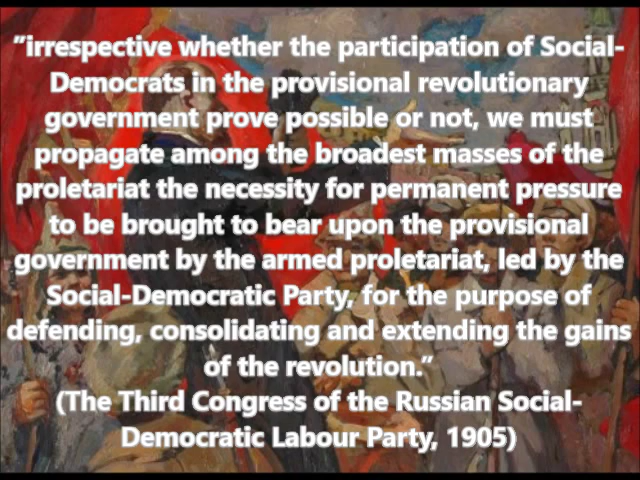 ”irrespective whether the participation of Social-
Democrats in the provisional revolutionary
government prove possible or not, we must
propagate among the broadest masses of the
proletariat the necessity for permanent pressure
to be brought to bear upon the provisional
government by the armed proletariat, led by the
Social-Democratic Party, for the purpose of
defending, consolidating and extending the gains
of the revolution.”
(The Third Congress of the Russian Social-
Democratic Labour Party, 1905)